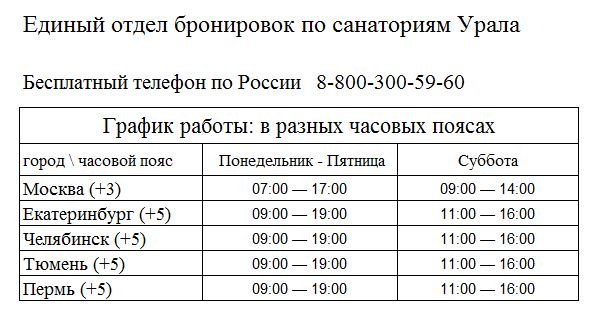 Единый отдел бронировок по санаториям Урала
Бесплатный телефон по России 8-800-300-59-60
График работы: в разных часовых поясах
город \ часовой пояс Понедельник - Пятница Суббота
Москва (+3) 07:00 — 17:00 09:00 — 14:00
Екатеринбург (+5) 09:00 — 19:00 11:00 — 16:00
Челябинск (+5) 09:00 — 19:00 11:00 — 16:00
Тюмень (+5) 09:00 — 19:00 11:00 — 16:00
Пермь (+5) 09:00 — 19:00 11:00 — 16:00